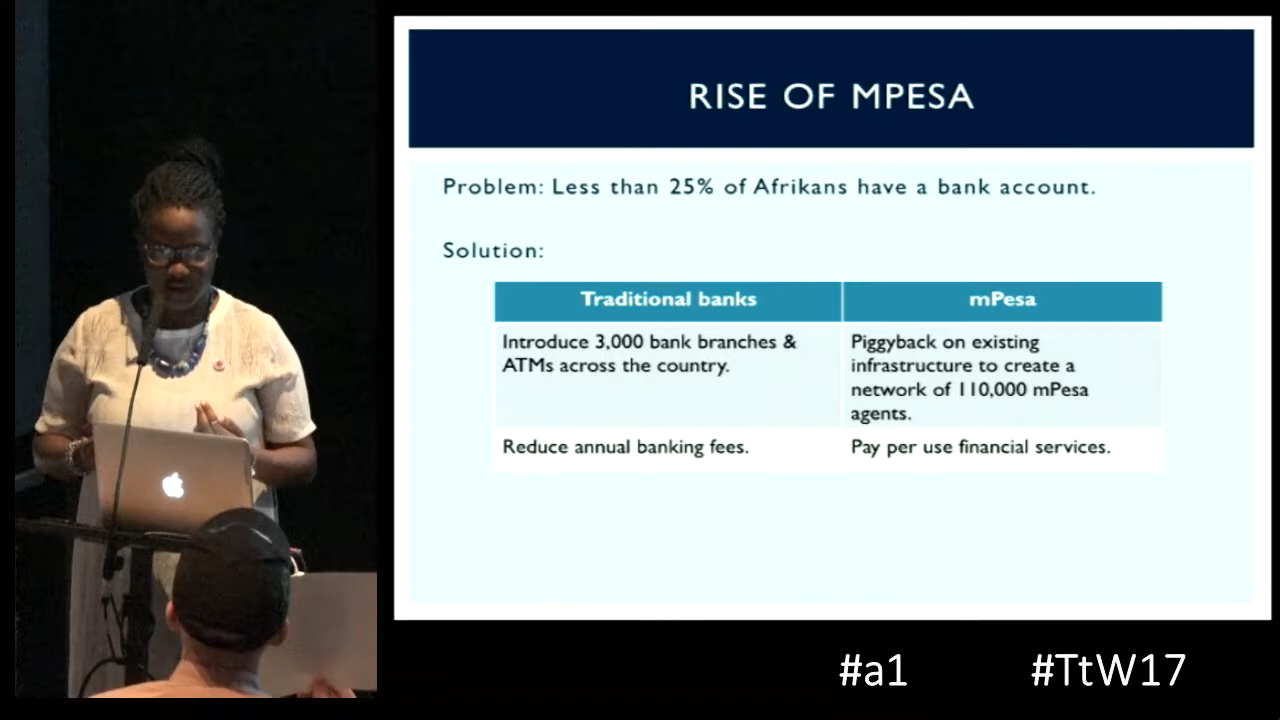 RISE OF MPESA
Problem: Less than 25% of Afrikans have a bank account.
Solution:
Traditional banks
mPesa
Introduce 3,000 bank branches &
ATMs across the country.
Piggyback on existing
infrastructure to create a
network of 110,000 mPesa
agents.
Reduce annual banking fees.
Pay per use financial services.
#a1
#TtW17